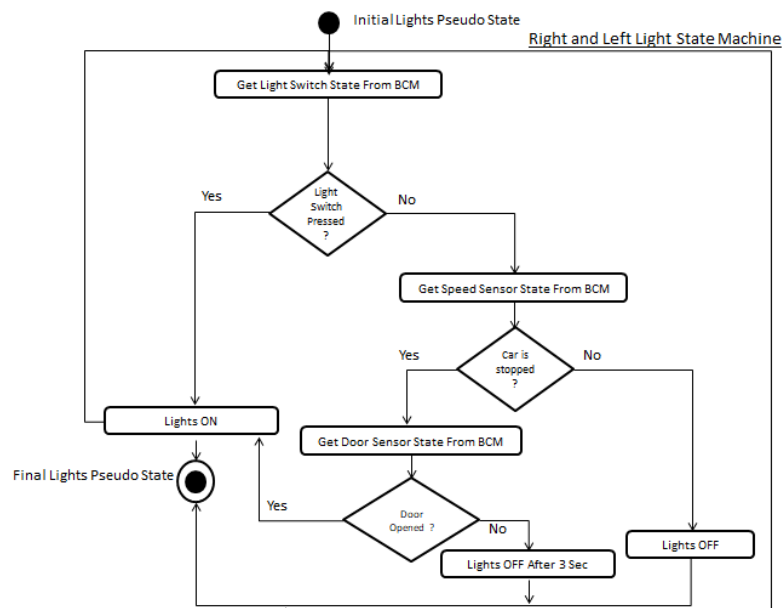 Initial Lights Pseudo State
Right and Left Light State Machine
Get Light Switch State From BCM
Light
Switch
Pressed
?
Yes
No
Get Speed Sensor State From BCM
Car is
stopped
?
Yes
No
Lights ON
Get Door Sensor State From BCM
Final Lights Pseudo State
Door
Opened ?
Yes
No
Lights OFF
Lights OFF After 3 Sec